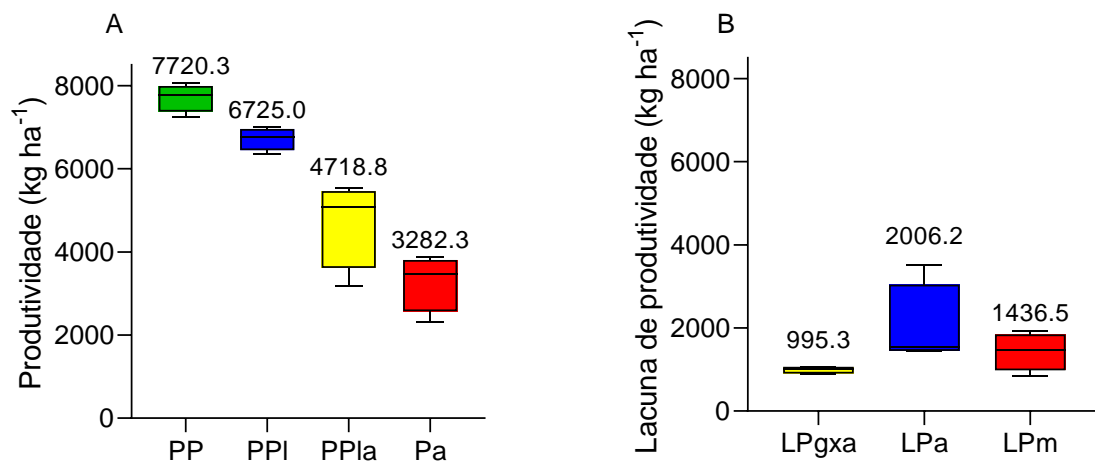 A
Produtividade (kg ha⁻¹)
8000
6000
4000
2000
0
7720.3
6725.0
4718.8
3282.3
PP
PPl
PPla
Pa
B
Lacuna de produtividade (kg ha⁻¹)
8000
6000
4000
2000
0
995.3
2006.2
1436.5
LPgxa
LPa
LPm